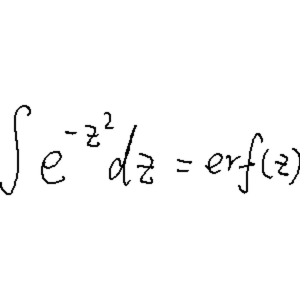 ∫ e^{-z^2} dz = erf(z)